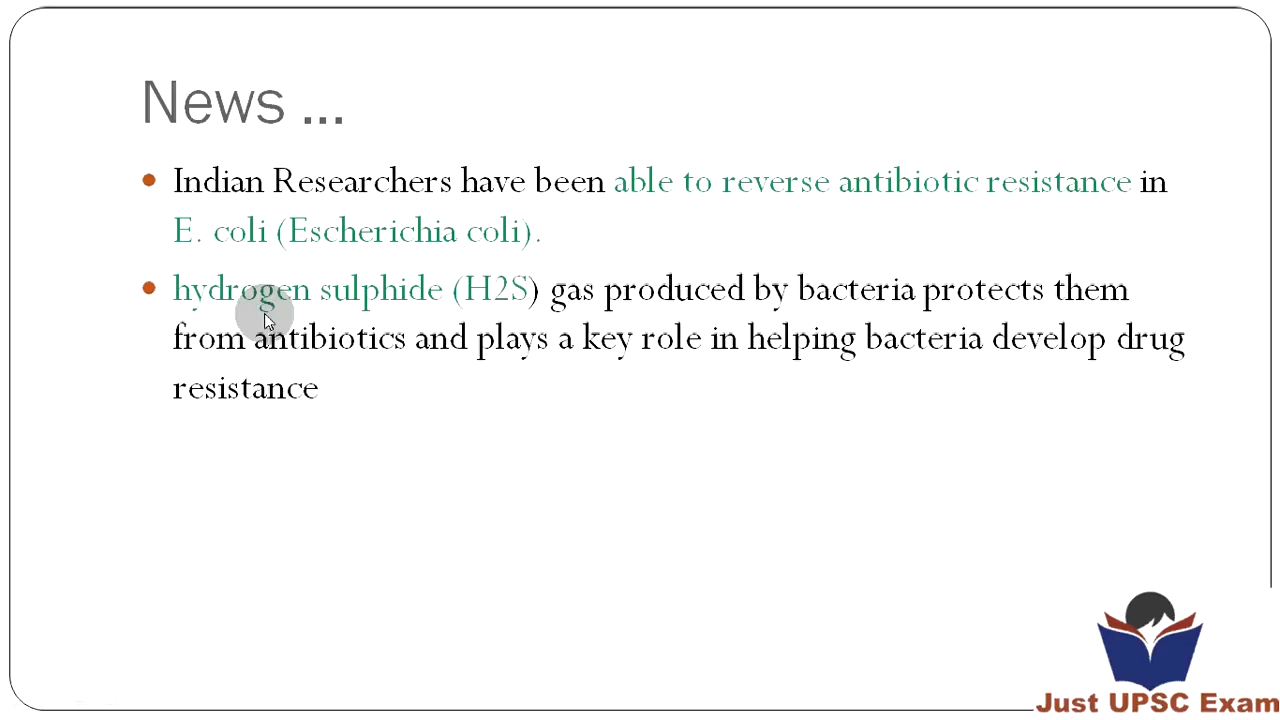 News ...
Indian Researchers have been able to reverse antibiotic resistance in
E. coli (Escherichia coli).
hydrogen sulphide (H2S) gas produced by bacteria protects them
from antibiotics and plays a key role in helping bacteria develop drug
resistance
Just UPSC Exam